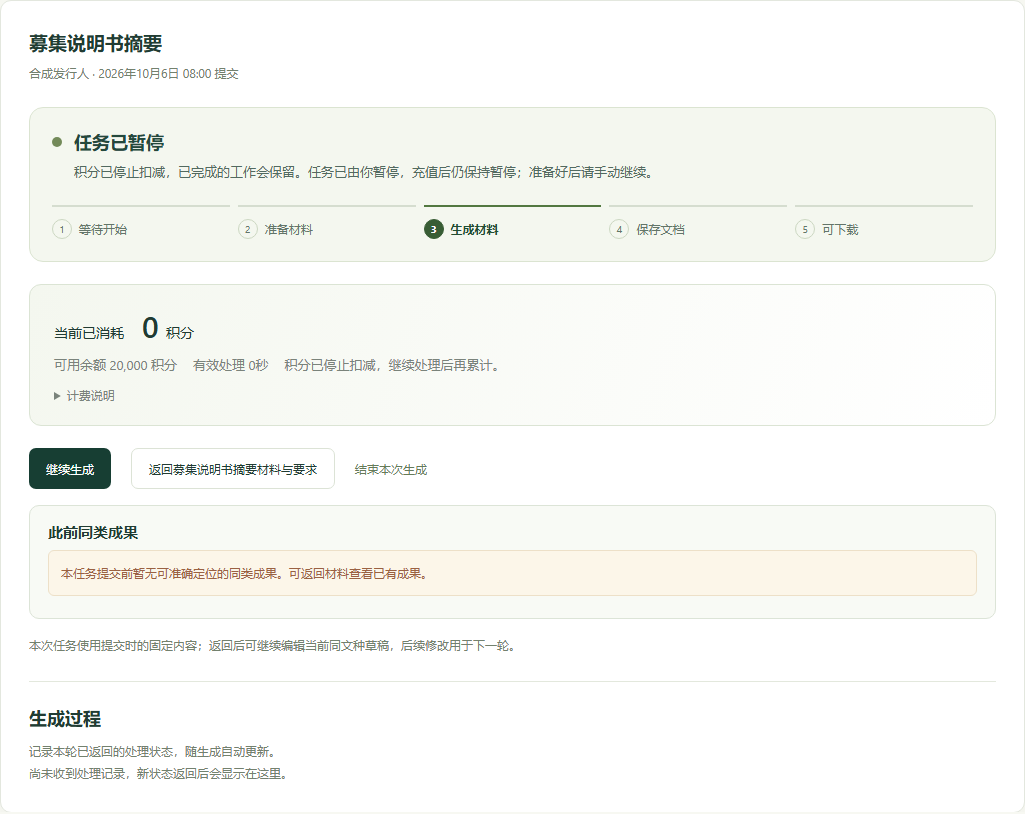 募集说明书摘要
合成发行人 · 2026年10月6日 08:00 提交
任务已暂停
积分已停止扣减，已完成的工作会保留。任务已由你暂停，充值后仍保持暂停；准备好后请手动继续。
1 等待开始
2 准备材料
3 生成材料
4 保存文档
5 可下载
当前已消耗 0 积分
可用余额 20,000 积分 有效处理 0秒 积分已停止扣减，继续处理后再累计。
▶ 计费说明
继续生成 返回募集说明书摘要材料与要求 结束本次生成
此前同类成果
本任务提交前暂无可准确定位的同类成果。可返回材料查看已有成果。
本次任务使用提交时的固定内容；返回后可继续编辑当前同文种草稿，后续修改用于下一轮。
生成过程
记录本轮已返回的处理状态，随生成自动更新。
尚未收到处理记录，新状态返回后会显示在这里。